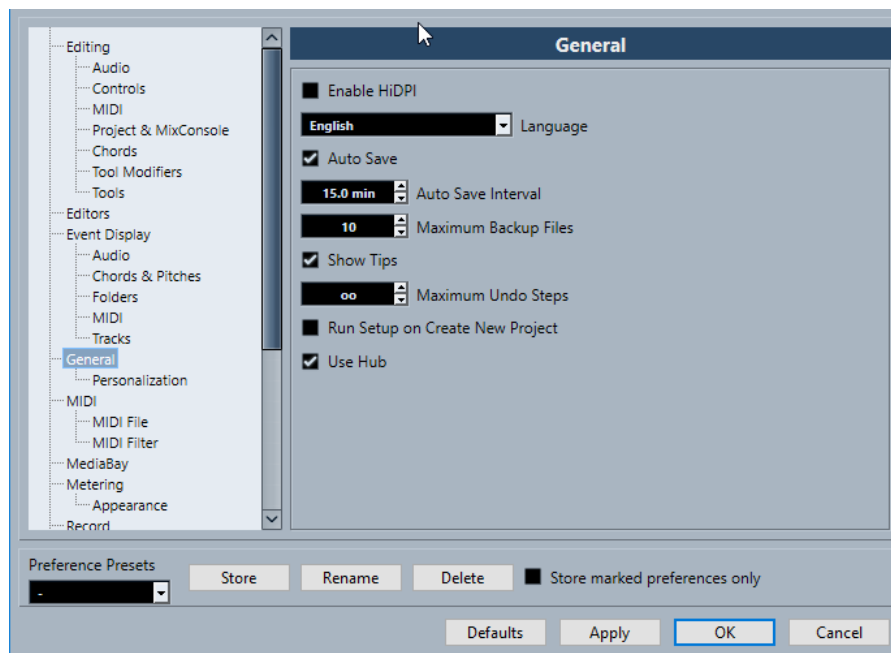 Editing
Audio
Controls
MIDI
Project & MixConsole
Chords
Tool Modifiers
Tools
Editors
Event Display
Audio
Chords & Pitches
Folders
MIDI
Tracks
General
Personalization
MIDI
MIDI File
MIDI Filter
MediaBay
Metering
Appearance
Record
General
Enable HiDPI
English Language
Auto Save
15.0 min Auto Save Interval
10 Maximum Backup Files
Show Tips
oo Maximum Undo Steps
Run Setup on Create New Project
Use Hub
Preference Presets
-
Store Rename Delete Store marked preferences only
Defaults Apply OK Cancel